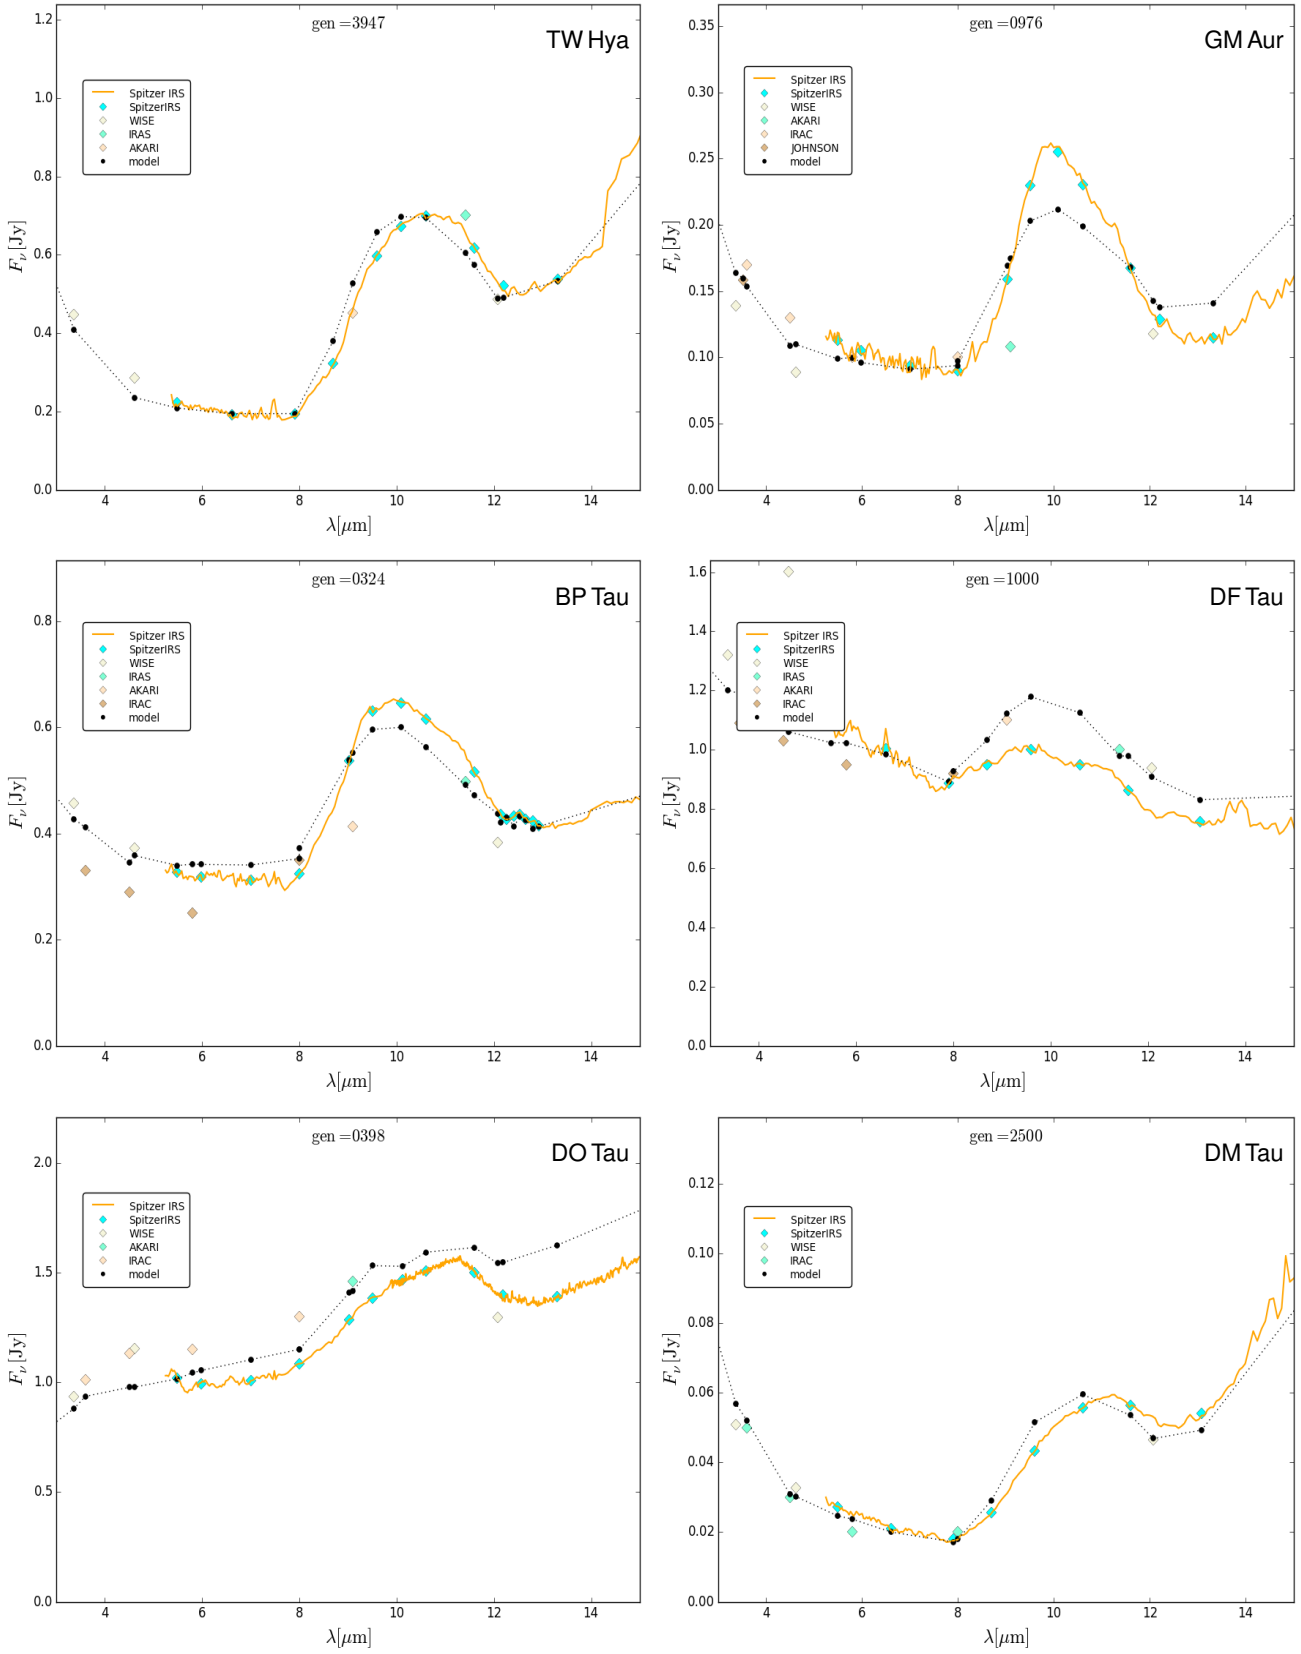 gen =3947
TW Hya
1.2
1.0
0.8
0.6
0.4
0.2
0.0
Fν [Jy]
Spitzer IRS
SpitzerIRS
WISE
IRAS
AKARI
model
4 6 8 10 12 14
λ[μm]
gen =0976
GM Aur
0.35
0.30
0.25
0.20
0.15
0.10
0.05
0.00
Fν [Jy]
Spitzer IRS
SpitzerIRS
WISE
AKARI
IRAC
JOHNSON
model
4 6 8 10 12 14
λ[μm]
gen =0324
BP Tau
0.8
0.6
0.4
0.2
0.0
Fν [Jy]
Spitzer IRS
SpitzerIRS
WISE
IRAS
AKARI
IRAC
model
4 6 8 10 12 14
λ[μm]
gen =1000
DF Tau
1.6
1.4
1.2
1.0
0.8
0.6
0.4
0.2
0.0
Fν [Jy]
Spitzer IRS
SpitzerIRS
WISE
IRAS
AKARI
IRAC
model
4 6 8 10 12 14
λ[μm]
gen =0398
DO Tau
2.0
1.5
1.0
0.5
0.0
Fν [Jy]
Spitzer IRS
SpitzerIRS
WISE
AKARI
IRAC
model
4 6 8 10 12 14
λ[μm]
gen =2500
DM Tau
0.12
0.10
0.08
0.06
0.04
0.02
0.00
Fν [Jy]
Spitzer IRS
SpitzerIRS
WISE
IRAC
model
4 6 8 10 12 14
λ[μm]